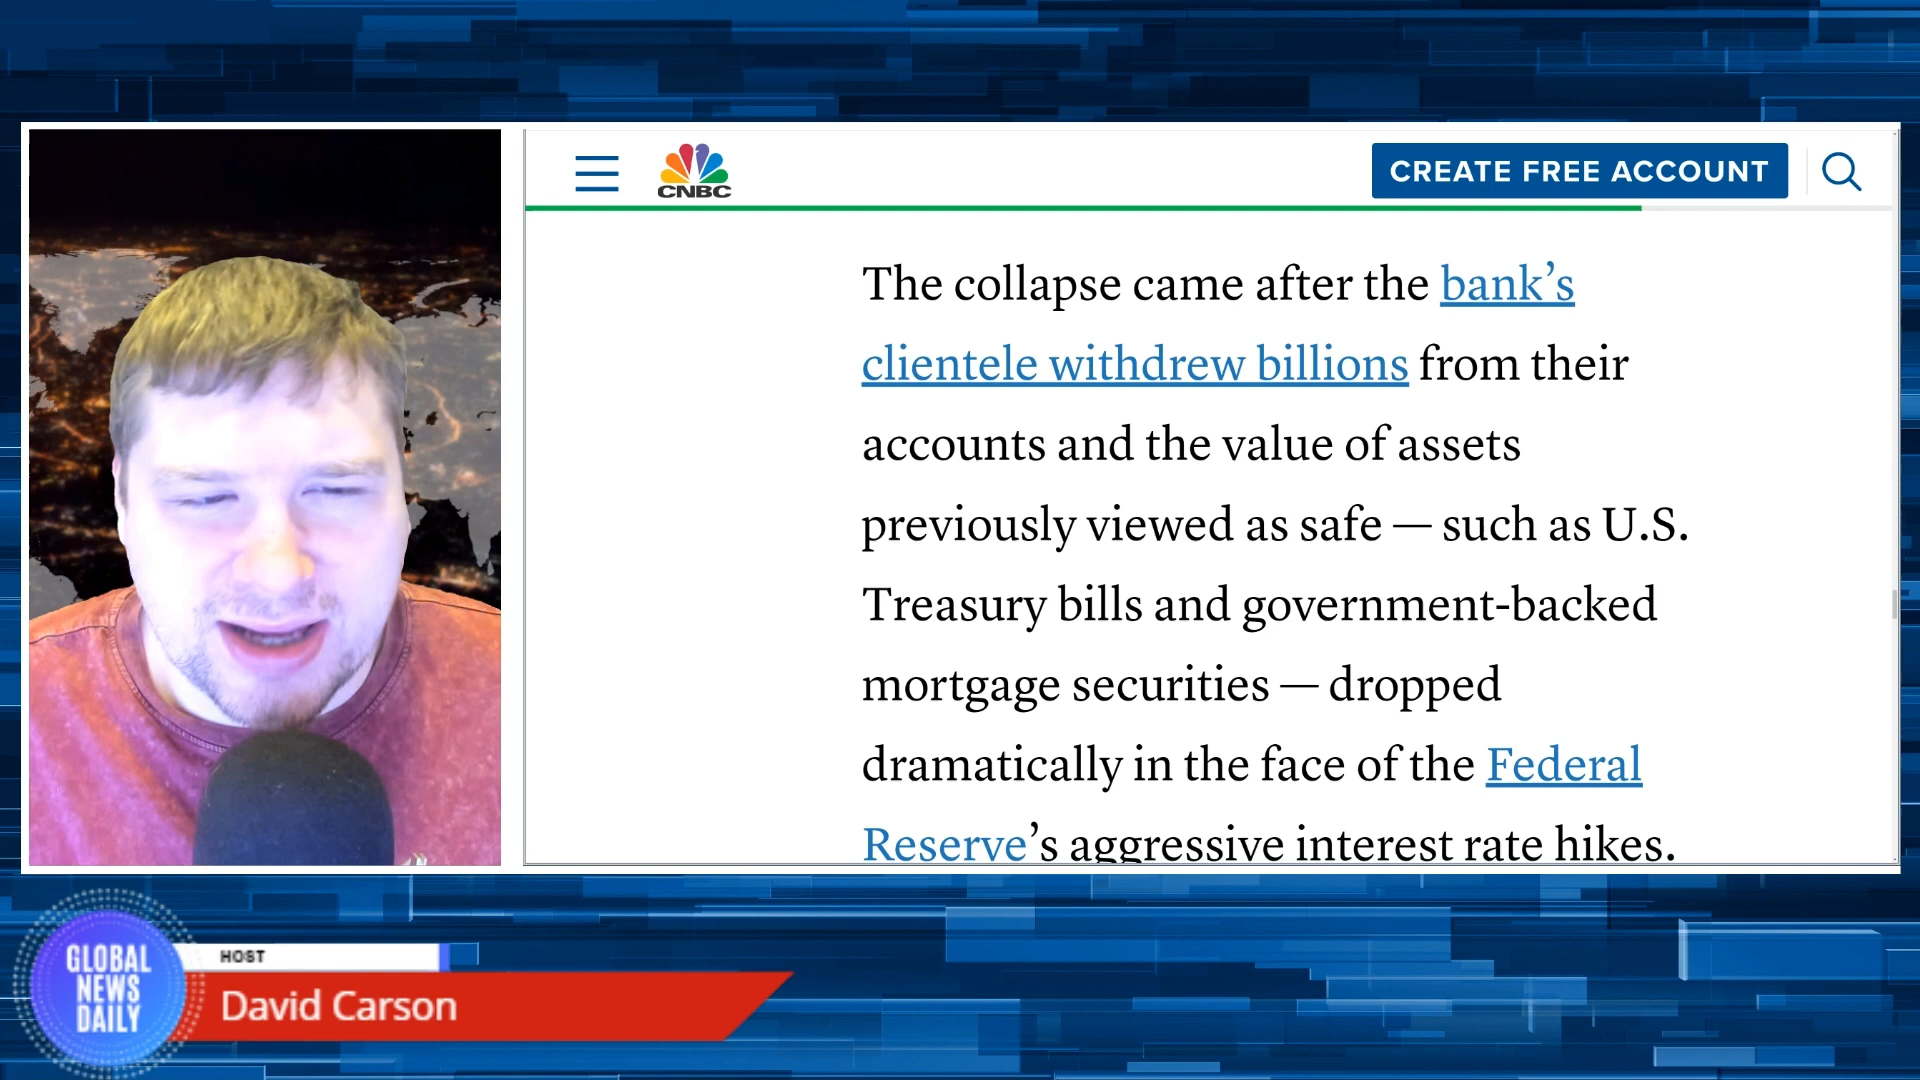 CNBC
CREATE FREE ACCOUNT
The collapse came after the bank’s
clientele withdrew billions from their
accounts and the value of assets
previously viewed as safe — such as U.S.
Treasury bills and government-backed
mortgage securities — dropped
dramatically in the face of the Federal
Reserve’s aggressive interest rate hikes.
GLOBAL
NEWS
DAILY
HOST
David Carson